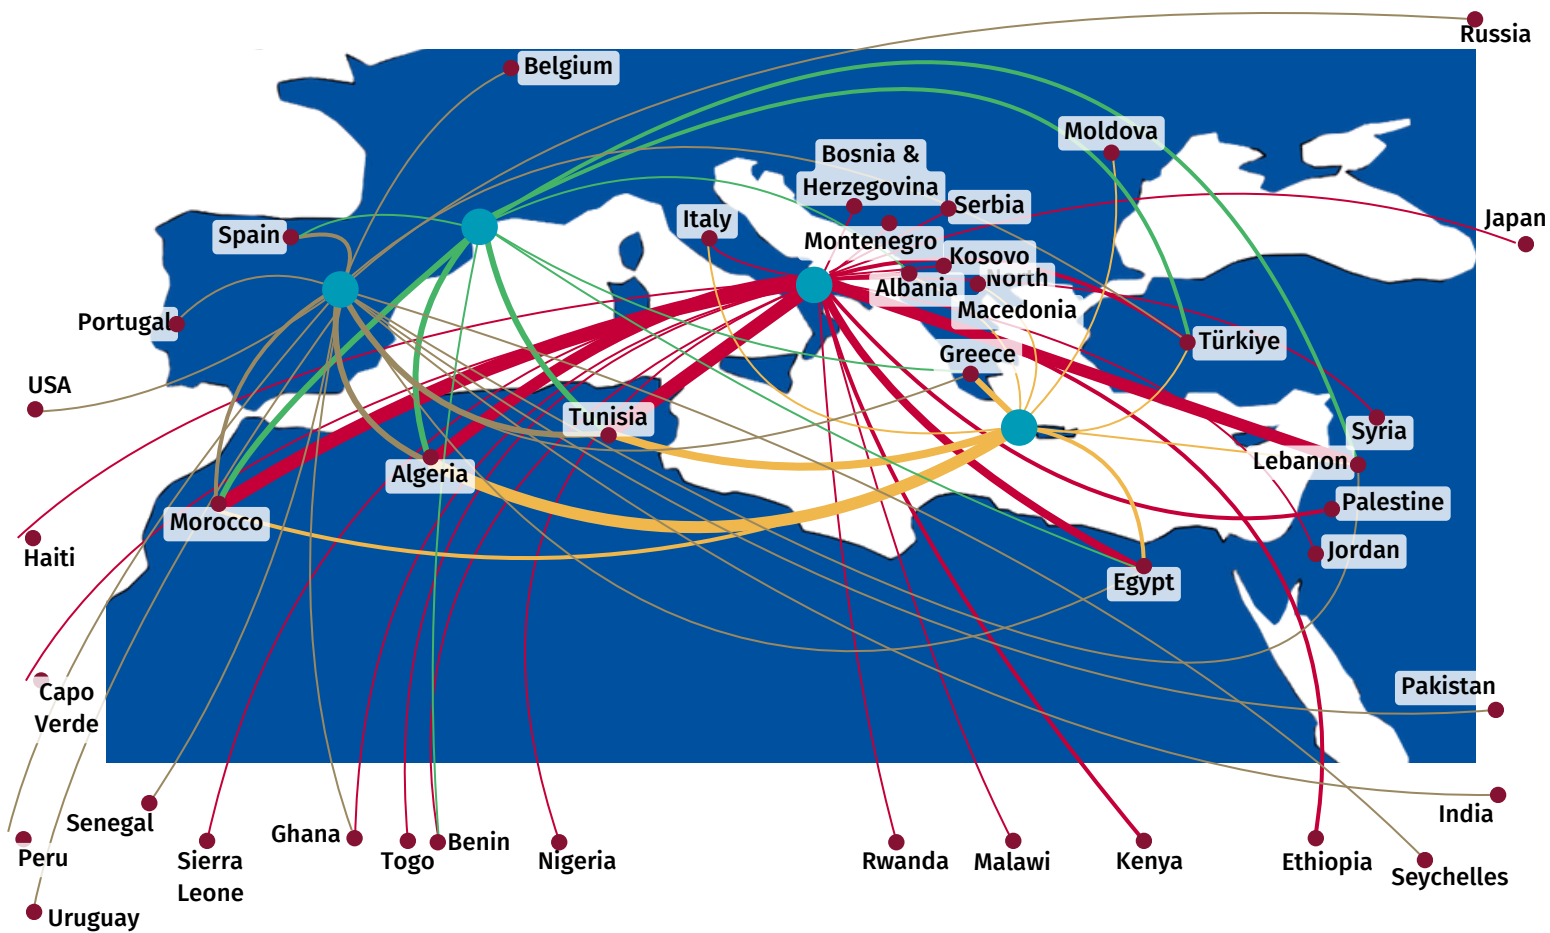 Russia
Belgium
Moldova
Bosnia &
Herzegovina
Serbia
Italy
Spain
Japan
Montenegro
Kosovo
North
Albania
Macedonia
Portugal
Türkiye
Greece
USA
Tunisia
Syria
Lebanon
Algeria
Palestine
Morocco
Jordan
Haiti
Egypt
Pakistan
Capo
Verde
India
Senegal
Ghana
Benin
Peru
Sierra
Leone
Togo
Nigeria
Rwanda
Malawi
Kenya
Ethiopia
Seychelles
Uruguay